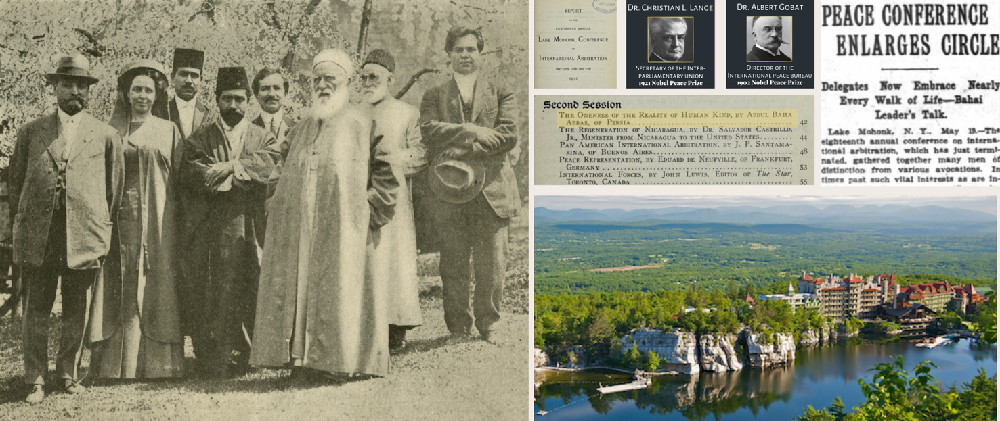 REPORT
OF THE
EIGHTEENTH ANNUAL
LAKE MOHONK CONFERENCE
ON
INTERNATIONAL ARBITRATION
MAY 15TH, 16TH AND 17TH
1912
DR. CHRISTIAN L. LANGE
SECRETARY OF THE INTER-
PARLIAMENTARY UNION
1921 Nobel Peace Prize
DR. ALBERT GOBAT
DIRECTOR OF THE
INTERNATIONAL PEACE BUREAU
1902 Nobel Peace Prize
PEACE CONFERENCE
ENLARGES CIRCLE
Delegates Now Embrace Nearly
Every Walk of Life—Bahai
Leader's Talk.
Lake Mohonk, N. Y., May 19.—The
eighteenth annual conference on interna-
tional arbitration, which has just termi-
nated, gathered together many men of
distinction from various avocations. In
times past such vital interests as are in-
Second Session
THE ONENESS OF THE REALITY OF HUMAN KIND, BY ABDUL BAHA
ABBAS, OF PERSIA 42
THE REGENERATION OF NICARAGUA, BY DR. SALVADOR CASTRILLO,
JR., MINISTER FROM NICARAGUA TO THE UNITED STATES 44
PAN AMERICAN INTERNATIONAL ARBITRATION, BY J. P. SANTAMA-
RINA, OF BUENOS AIRES 48
PEACE REPRESENTATION, BY EDUARD DE NEUFVILLE, OF FRANKFURT,
GERMANY 53
INTERNATIONAL FORCES, BY JOHN LEWIS, EDITOR OF The Star,
TORONTO, CANADA 55